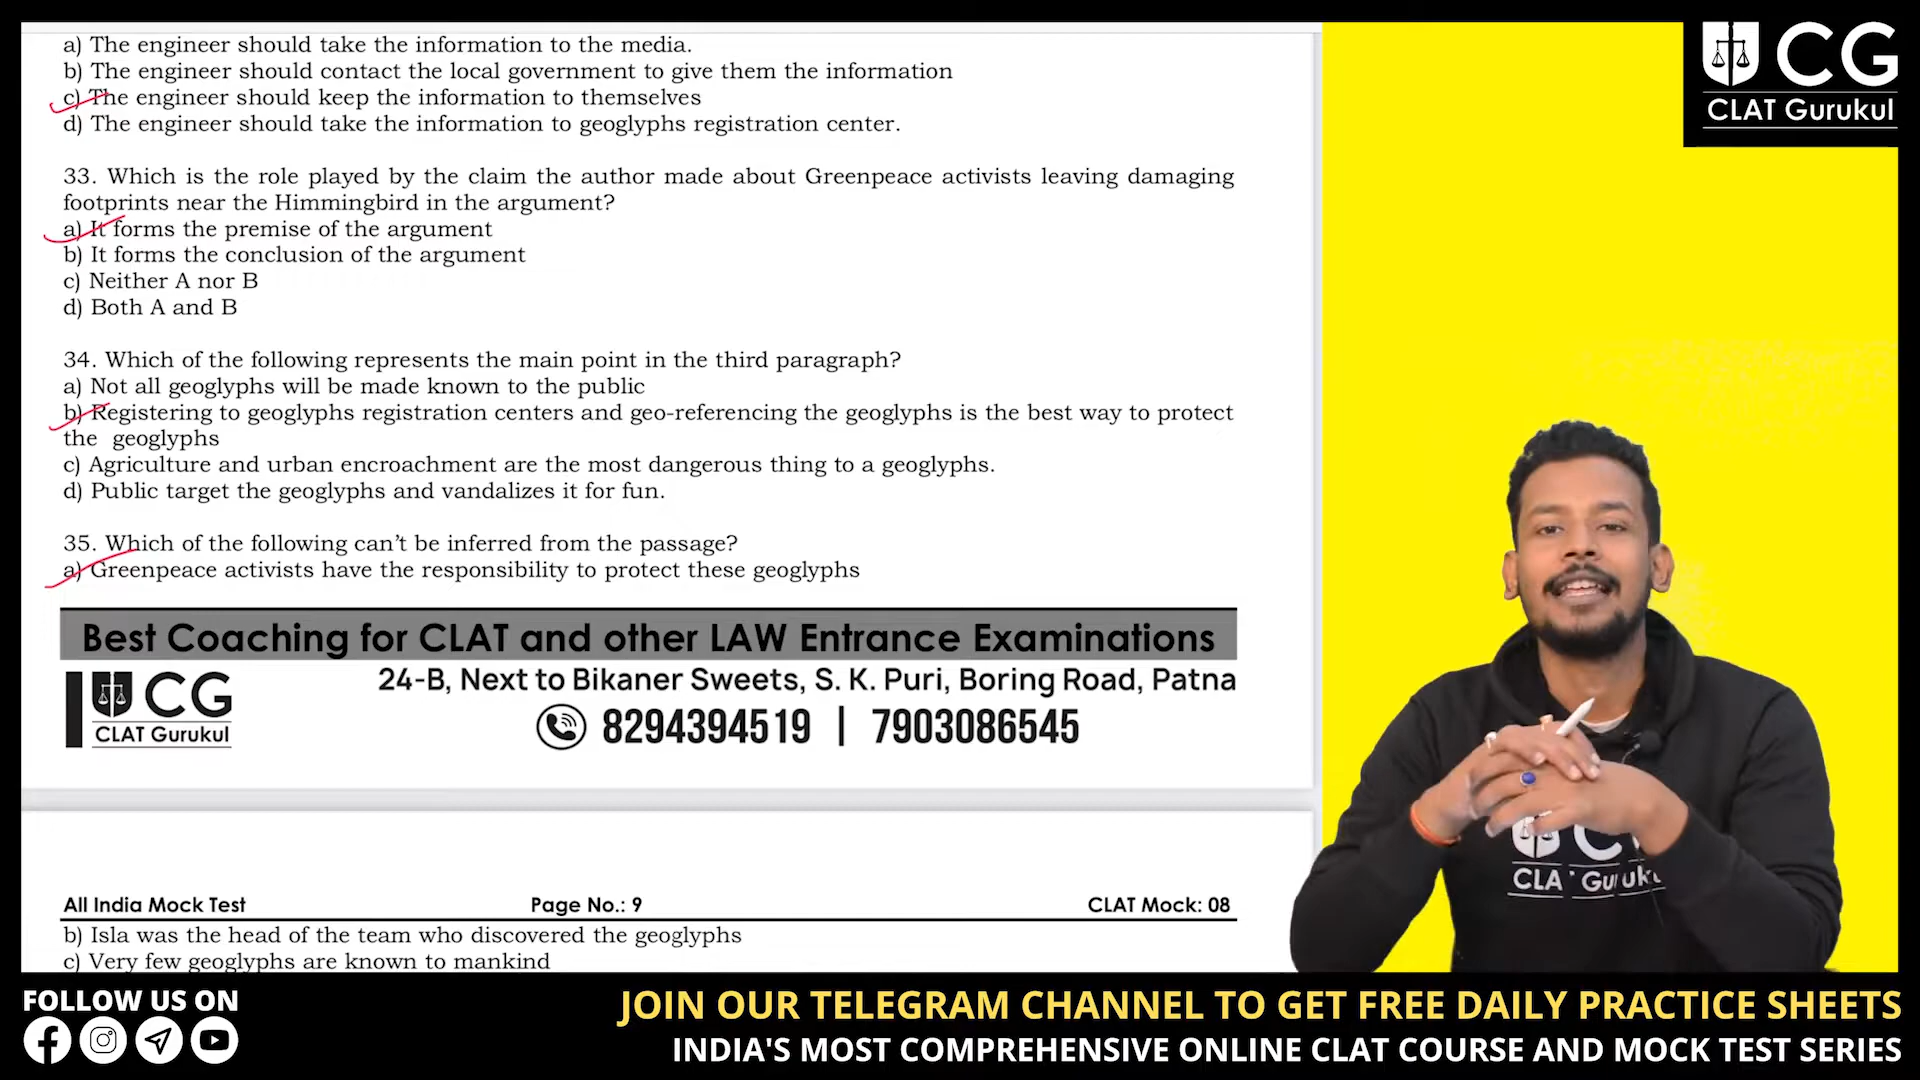 a) The engineer should take the information to the media.
b) The engineer should contact the local government to give them the information
c) The engineer should keep the information to themselves
d) The engineer should take the information to geoglyphs registration center.
33. Which is the role played by the claim the author made about Greenpeace activists leaving damaging
footprints near the Himmingbird in the argument?
a) It forms the premise of the argument
b) It forms the conclusion of the argument
c) Neither A nor B
d) Both A and B
34. Which of the following represents the main point in the third paragraph?
a) Not all geoglyphs will be made known to the public
b) Registering to geoglyphs registration centers and geo-referencing the geoglyphs is the best way to protect
the geoglyphs
c) Agriculture and urban encroachment are the most dangerous thing to a geoglyphs.
d) Public target the geoglyphs and vandalizes it for fun.
35. Which of the following can't be inferred from the passage?
a) Greenpeace activists have the responsibility to protect these geoglyphs
Best Coaching for CLAT and other LAW Entrance Examinations
CG
CLAT Gurukul
24-B, Next to Bikaner Sweets, S. K. Puri, Boring Road, Patna
8294394519 | 7903086545
All India Mock Test Page No.: 9 CLAT Mock: 08
b) Isla was the head of the team who discovered the geoglyphs
c) Very few geoglyphs are known to mankind
CG
CLAT Gurukul
FOLLOW US ON
JOIN OUR TELEGRAM CHANNEL TO GET FREE DAILY PRACTICE SHEETS
INDIA'S MOST COMPREHENSIVE ONLINE CLAT COURSE AND MOCK TEST SERIES